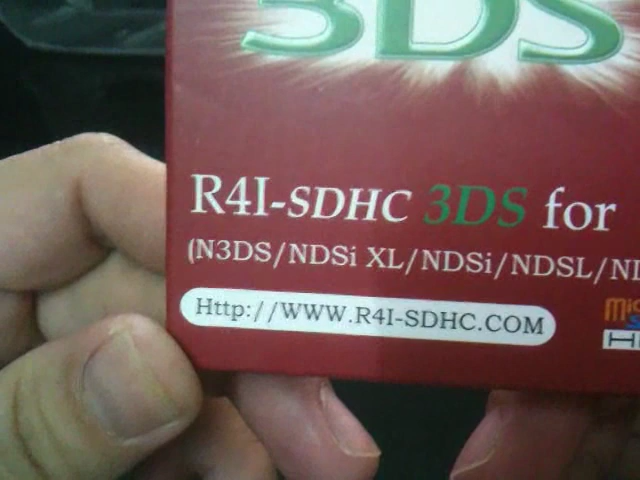 3DS
R4I-SDHC 3DS for
(N3DS/NDSi XL/NDSi/NDSL/
Http://WWW.R4I-SDHC.COM